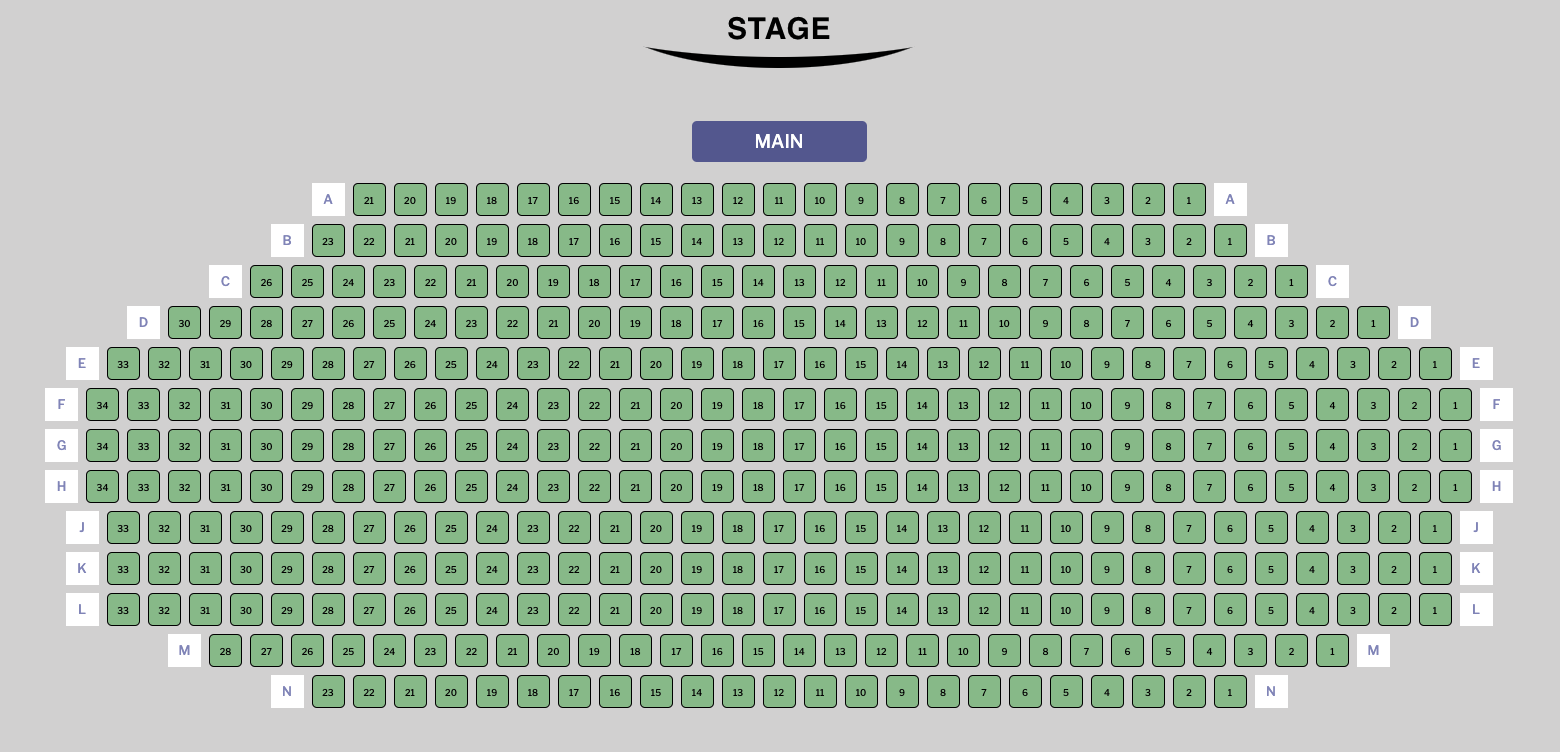 STAGE
MAIN
A 21 20 19 18 17 16 15 14 13 12 11 10 9 8 7 6 5 4 3 2 1 A
B 23 22 21 20 19 18 17 16 15 14 13 12 11 10 9 8 7 6 5 4 3 2 1 B
C 26 25 24 23 22 21 20 19 18 17 16 15 14 13 12 11 10 9 8 7 6 5 4 3 2 1 C
D 30 29 28 27 26 25 24 23 22 21 20 19 18 17 16 15 14 13 12 11 10 9 8 7 6 5 4 3 2 1 D
E 33 32 31 30 29 28 27 26 25 24 23 22 21 20 19 18 17 16 15 14 13 12 11 10 9 8 7 6 5 4 3 2 1 E
F 34 33 32 31 30 29 28 27 26 25 24 23 22 21 20 19 18 17 16 15 14 13 12 11 10 9 8 7 6 5 4 3 2 1 F
G 34 33 32 31 30 29 28 27 26 25 24 23 22 21 20 19 18 17 16 15 14 13 12 11 10 9 8 7 6 5 4 3 2 1 G
H 34 33 32 31 30 29 28 27 26 25 24 23 22 21 20 19 18 17 16 15 14 13 12 11 10 9 8 7 6 5 4 3 2 1 H
J 33 32 31 30 29 28 27 26 25 24 23 22 21 20 19 18 17 16 15 14 13 12 11 10 9 8 7 6 5 4 3 2 1 J
K 33 32 31 30 29 28 27 26 25 24 23 22 21 20 19 18 17 16 15 14 13 12 11 10 9 8 7 6 5 4 3 2 1 K
L 33 32 31 30 29 28 27 26 25 24 23 22 21 20 19 18 17 16 15 14 13 12 11 10 9 8 7 6 5 4 3 2 1 L
M 28 27 26 25 24 23 22 21 20 19 18 17 16 15 14 13 12 11 10 9 8 7 6 5 4 3 2 1 M
N 23 22 21 20 19 18 17 16 15 14 13 12 11 10 9 8 7 6 5 4 3 2 1 N